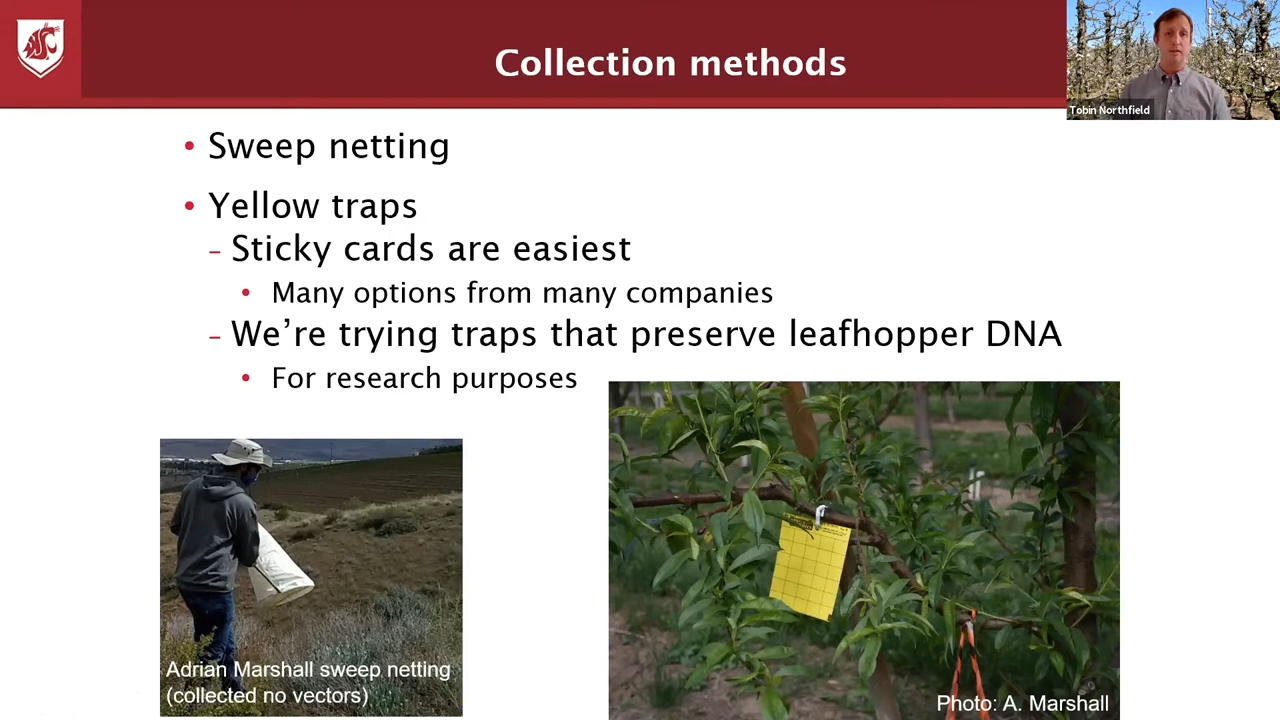 Collection methods
Tobin Northfield
• Sweep netting
• Yellow traps
– Sticky cards are easiest
• Many options from many companies
– We’re trying traps that preserve leafhopper DNA
• For research purposes
Adrian Marshall sweep netting
(collected no vectors)
Photo: A. Marshall